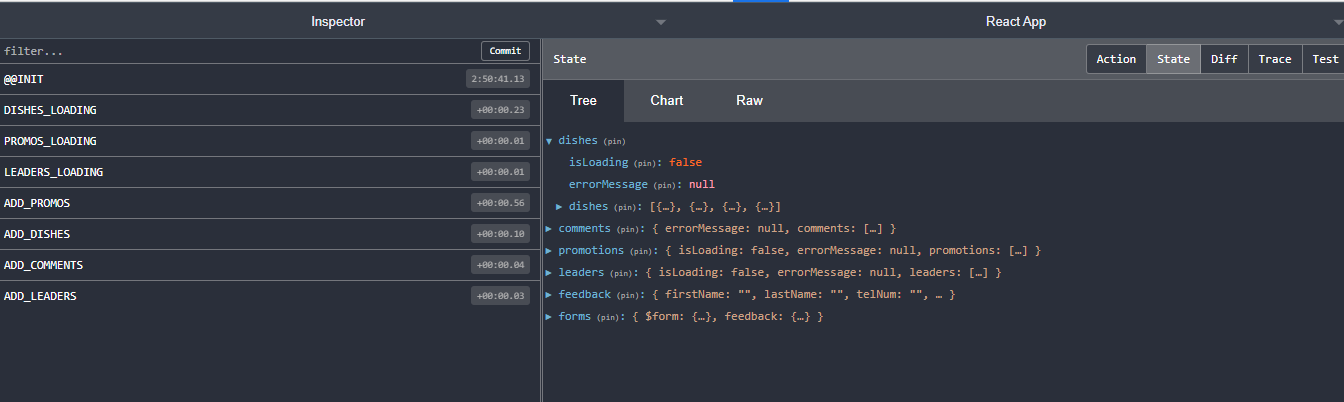 Inspector
React App
filter...
Commit
@@INIT 2:50:41.13
DISHES_LOADING +00:00.23
PROMOS_LOADING +00:00.01
LEADERS_LOADING +00:00.01
ADD_PROMOS +00:00.56
ADD_DISHES +00:00.10
ADD_COMMENTS +00:00.04
ADD_LEADERS +00:00.03
State
Action State Diff Trace Test
Tree Chart Raw
dishes (pin)
isLoading (pin): false
errorMessage (pin): null
dishes (pin): [{…}, {…}, {…}, {…}]
comments (pin): { errorMessage: null, comments: […] }
promotions (pin): { isLoading: false, errorMessage: null, promotions: […] }
leaders (pin): { isLoading: false, errorMessage: null, leaders: […] }
feedback (pin): { firstName: "", lastName: "", telNum: "", … }
forms (pin): { $form: {…}, feedback: {…} }